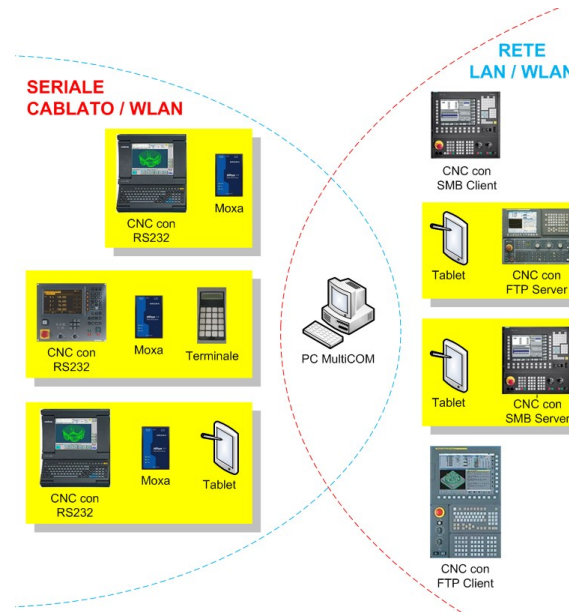 SERIALE
CABLATO / WLAN
CNC con
RS232
Moxa
CNC con
RS232
Moxa
Terminale
CNC con
RS232
Moxa
Tablet
PC MultiCOM
RETE
LAN / WLAN
CNC con
SMB Client
Tablet
CNC con
FTP Server
Tablet
CNC con
SMB Server
CNC con
FTP Client